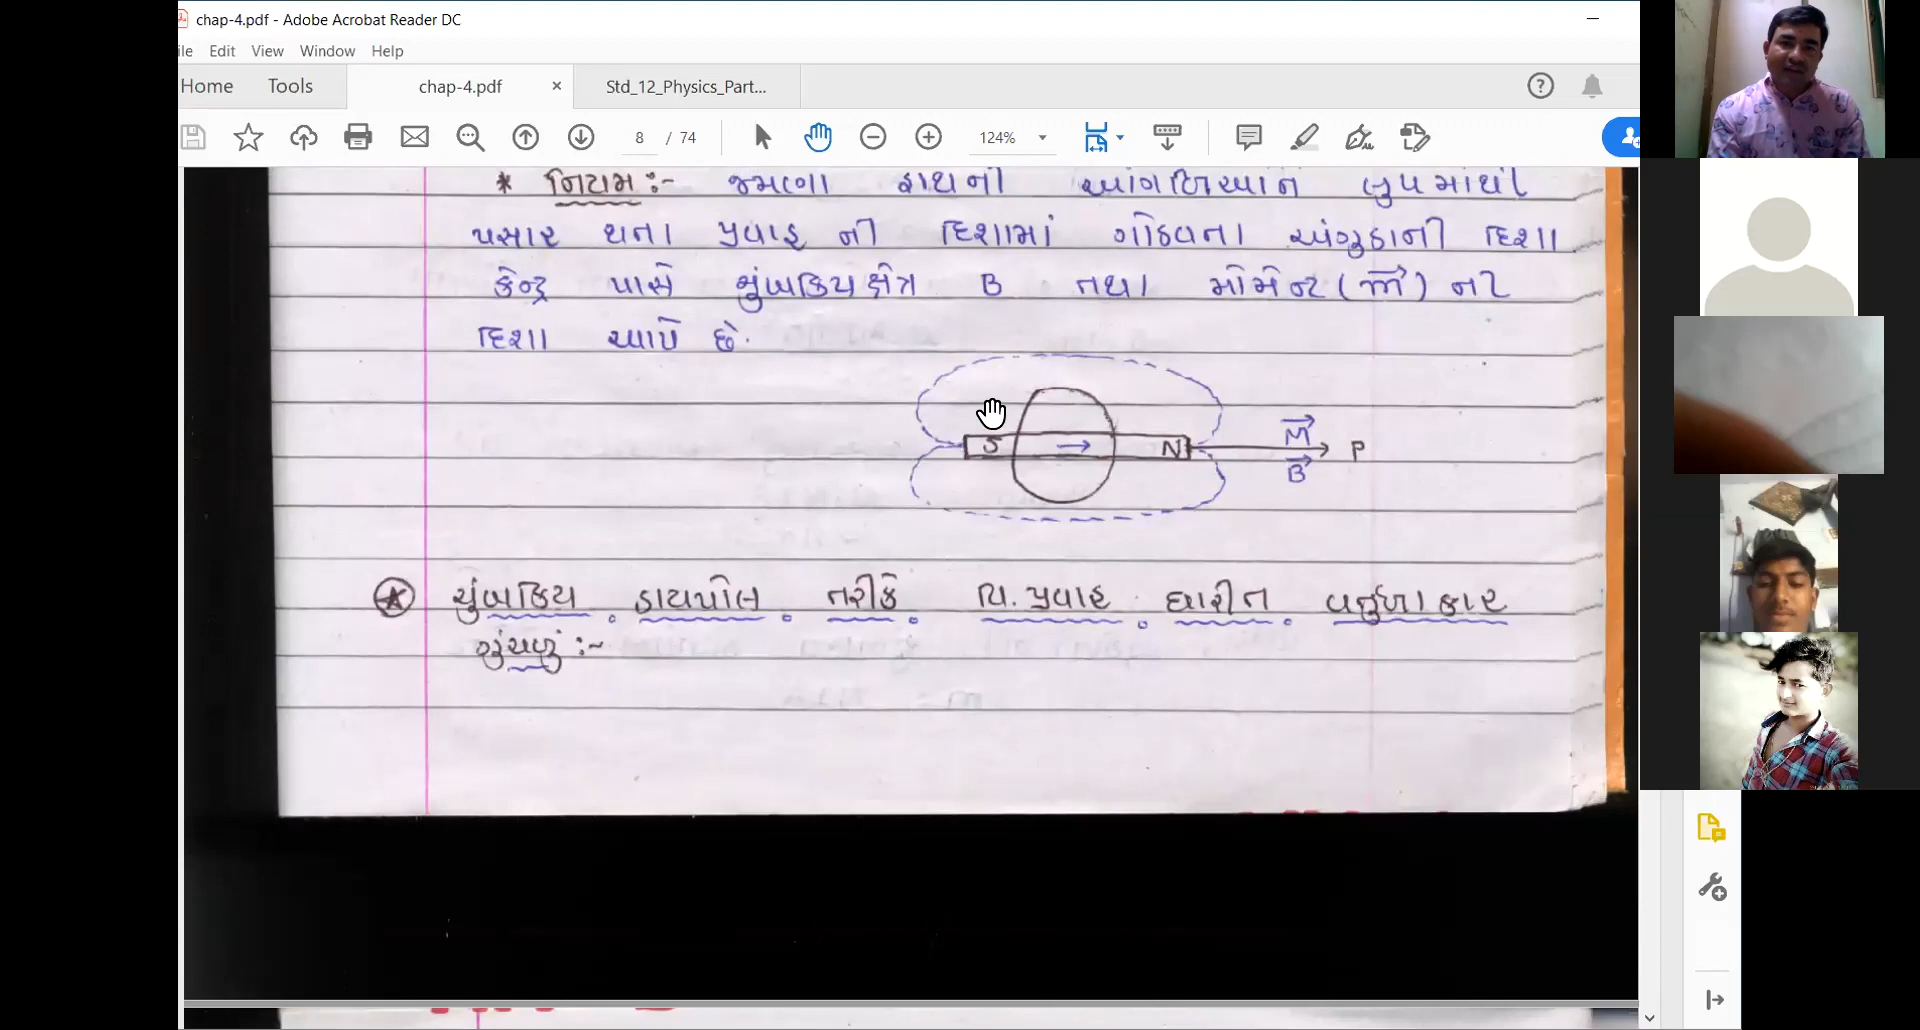 chap-4.pdf - Adobe Acrobat Reader DC
ile Edit View Window Help
Home Tools chap-4.pdf × Std_12_Physics_Part...
8 / 74 124%
* નિયમ :- જમણા હાથની આંગળિયોને લુપમાંથી
પસાર થતા પ્રવાહ ની દિશામાં ગોઠવતા અંગુઠાની દિશા
કેન્દ્ર પાસે ચુંબકિયક્ષેત્ર B તથા મોમેન્ટ (m) ની
દિશા આપે છે.
S → N M P
B
ચુંબકિય ડાયપોલ તરીકે વિ. પ્રવાહ ધારીત વર્તુળાકાર
ગુંચળું :-